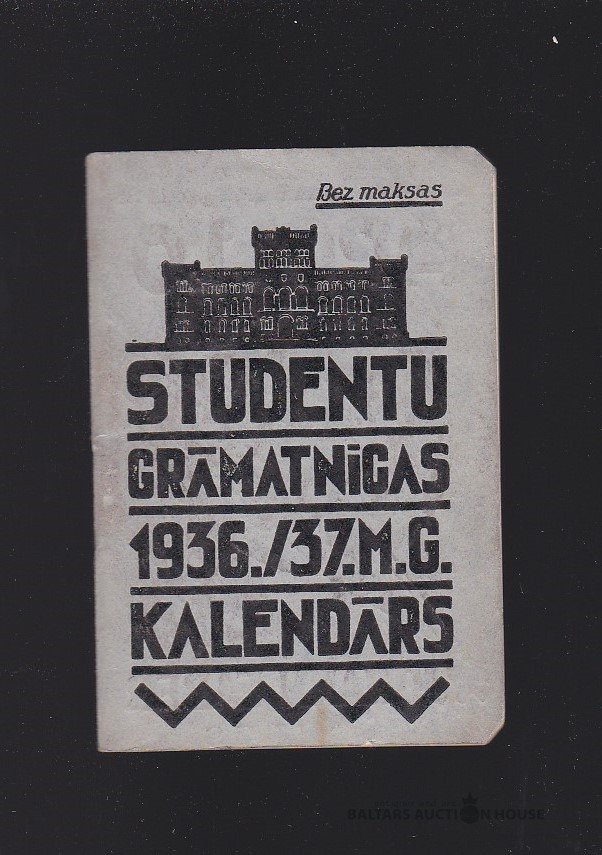 Bez maksas
STUDENTU
GRĀMATNĪCAS
1936./37.M.G.
KALENDĀRS
BALTARS AUCTION HOUSE